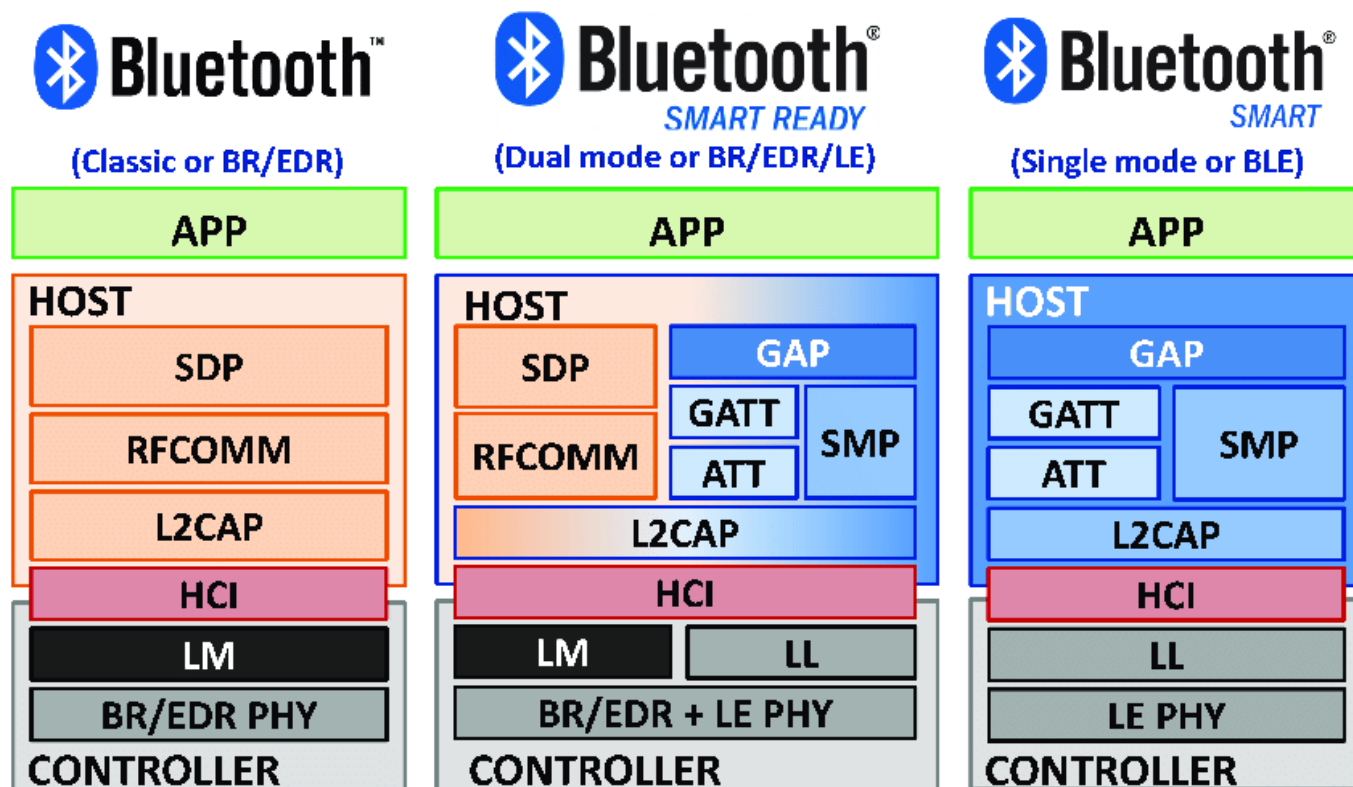 Bluetooth™
(Classic or BR/EDR)
APP
HOST
SDP
RFCOMM
L2CAP
HCI
LM
BR/EDR PHY
CONTROLLER
Bluetooth®
SMART READY
(Dual mode or BR/EDR/LE)
APP
HOST
SDP
GAP
GATT
SMP
RFCOMM
ATT
L2CAP
HCI
LM
LL
BR/EDR + LE PHY
CONTROLLER
Bluetooth®
SMART
(Single mode or BLE)
APP
HOST
GAP
GATT
SMP
ATT
L2CAP
HCI
LL
LE PHY
CONTROLLER